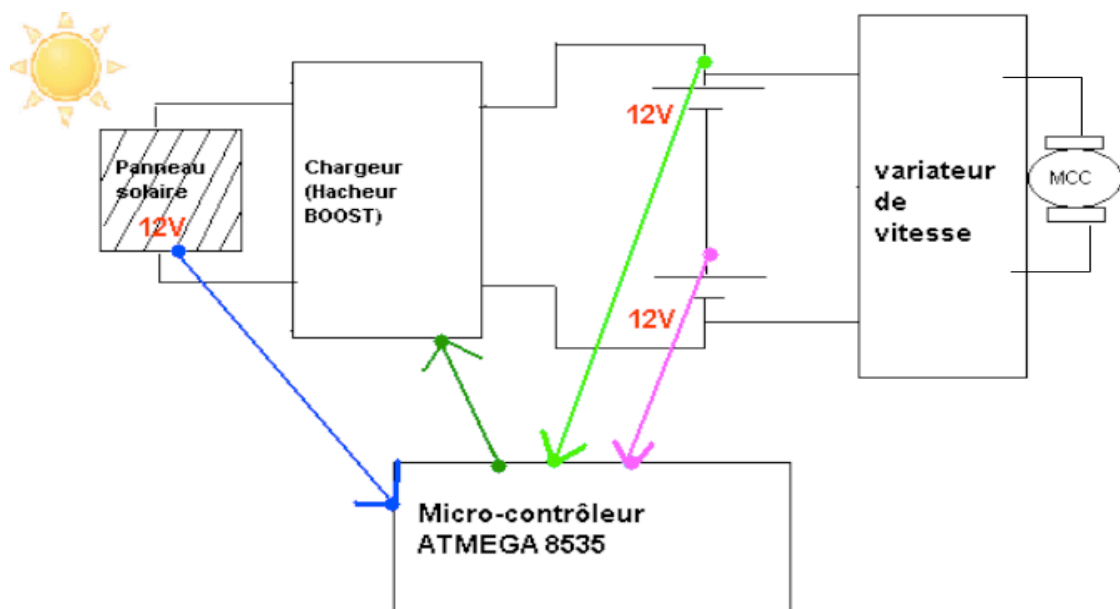 Panneau
solaire
12V
Chargeur
(Hacheur
BOOST)
12V
12V
variateur
de
vitesse
MCC
Micro-contrôleur
ATMEGA 8535